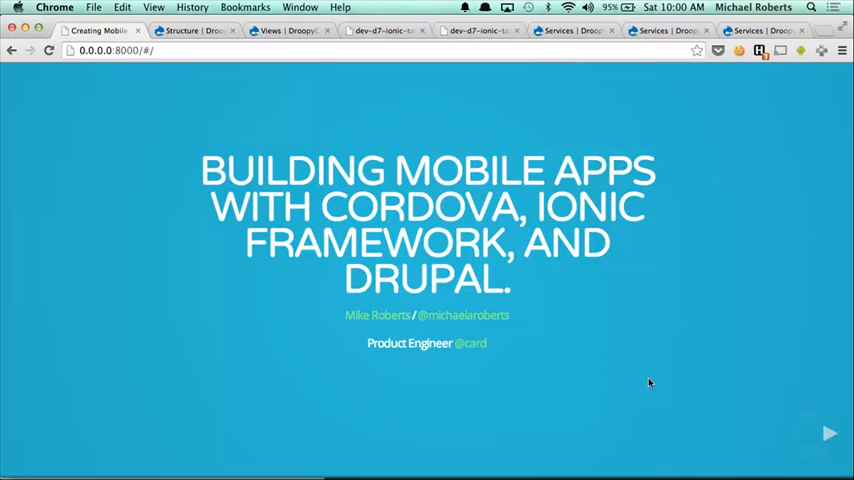 Chrome File Edit View History Bookmarks Window Help 95% Sat 10:00 AM Michael Roberts
Creating Mobile Structure | Drop Views | DroopyC dev-d7-ionic-ta dev-d7-ionic-ta Services | Droop Services | Droop Services | Droop
0.0.0.0:8000/#/
BUILDING MOBILE APPS
WITH CORDOVA, IONIC
FRAMEWORK, AND
DRUPAL.
Mike Roberts / @michaelaroberts
Product Engineer @card